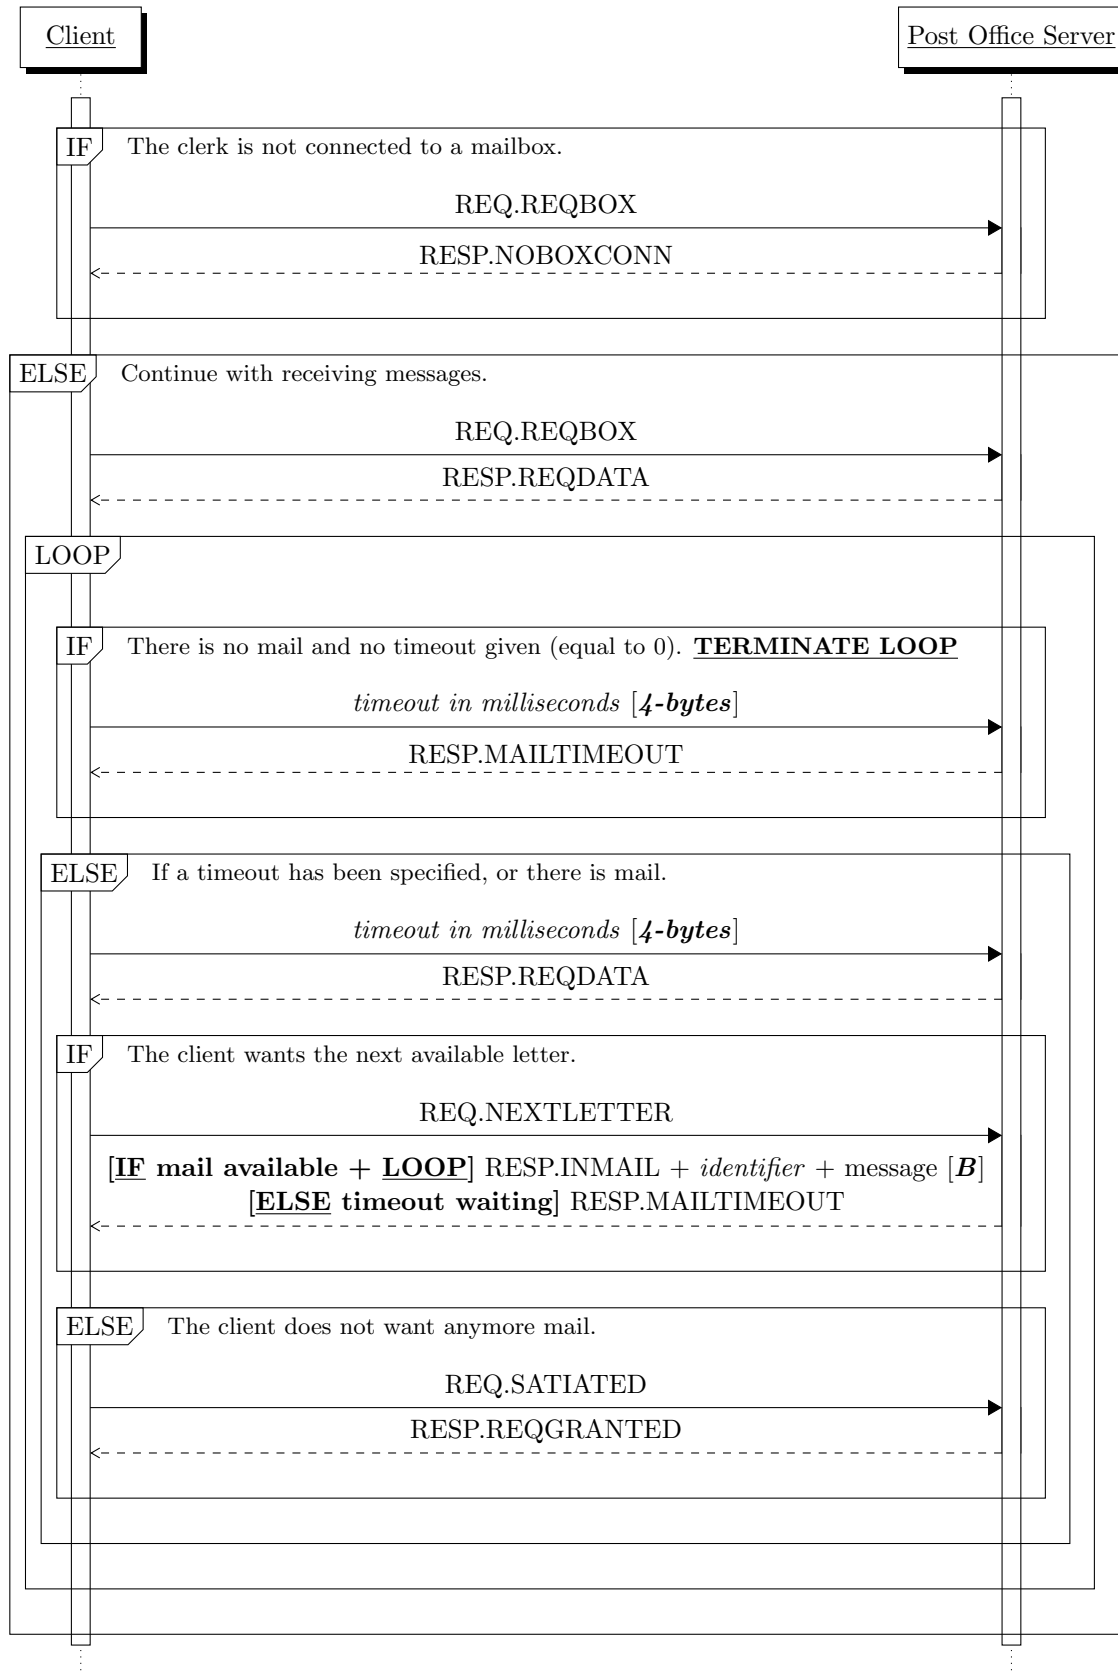 Client
Post Office Server
IF The clerk is not connected to a mailbox.
REQ.REQBOX
RESP.NOBOXCONN
ELSE Continue with receiving messages.
REQ.REQBOX
RESP.REQDATA
LOOP
IF There is no mail and no timeout given (equal to 0). TERMINATE LOOP
timeout in milliseconds [4-bytes]
RESP.MAILTIMEOUT
ELSE If a timeout has been specified, or there is mail.
timeout in milliseconds [4-bytes]
RESP.REQDATA
IF The client wants the next available letter.
REQ.NEXTLETTER
[IF mail available + LOOP] RESP.INMAIL + identifier + message [B]
[ELSE timeout waiting] RESP.MAILTIMEOUT
ELSE The client does not want anymore mail.
REQ.SATIATED
RESP.REQGRANTED